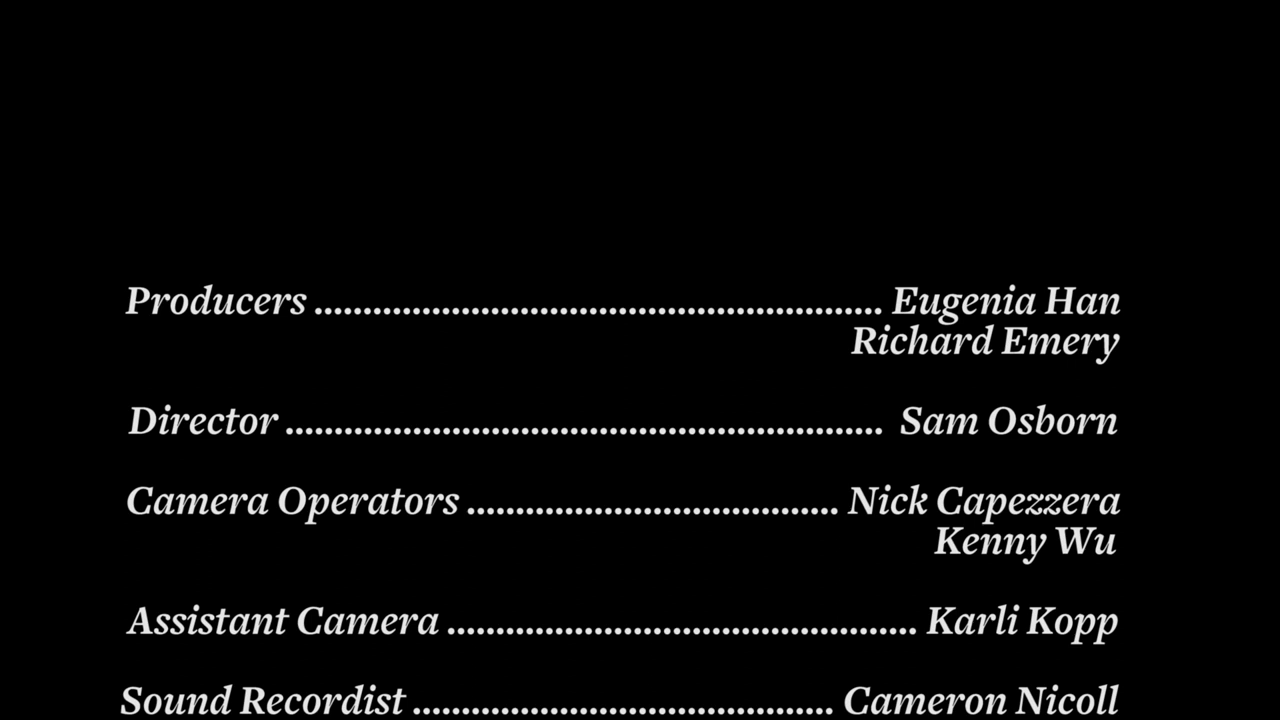 Producers .......................................................... Eugenia Han
Richard Emery
Director ............................................................. Sam Osborn
Camera Operators ...................................... Nick Capezzera
Kenny Wu
Assistant Camera ................................................ Karli Kopp
Sound Recordist ........................................... Cameron Nicoll